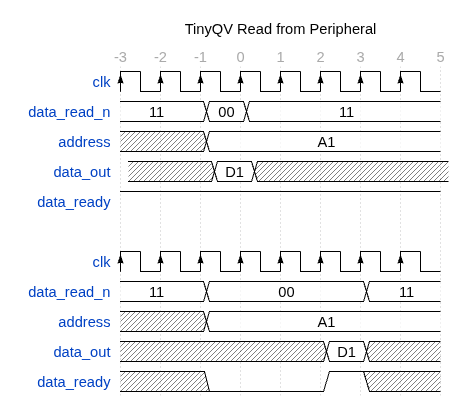 TinyQV Read from Peripheral
-3 -2 -1 0 1 2 3 4 5
clk
data_read_n 11 00 11
address A1
data_out D1
data_ready
clk
data_read_n 11 00 11
address A1
data_out D1
data_ready